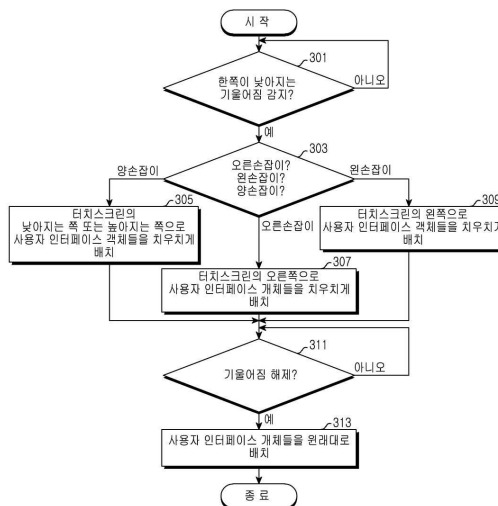 시 작
301
한쪽이 낮아지는
기울어짐 감지?
아니오
예
303
오른손잡이?
왼손잡이?
양손잡이?
양손잡이
왼손잡이
305
터치스크린의
낮아지는 쪽 또는 높아지는 쪽으로
사용자 인터페이스 객체들을 치우치게
배치
오른손잡이
309
터치스크린의 왼쪽으로
사용자 인터페이스 객체들을 치우치게
배치
307
터치스크린의 오른쪽으로
사용자 인터페이스 개체들을 치우치게
배치
311
기울어짐 해제?
아니오
예
313
사용자 인터페이스 개체들을 원래대로
배치
종 료